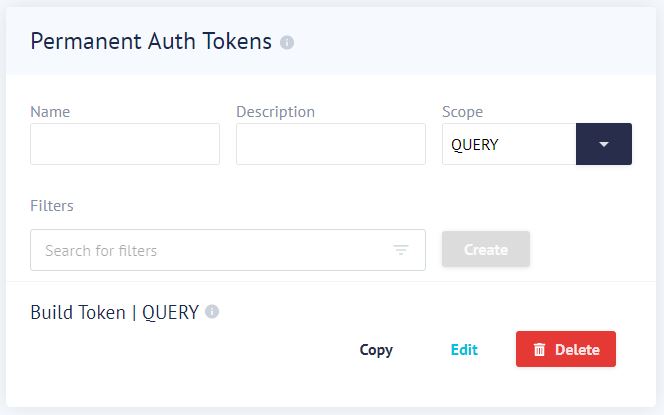 Permanent Auth Tokens
Name Description Scope
QUERY
Filters
Search for filters Create
Build Token | QUERY
Copy Edit Delete